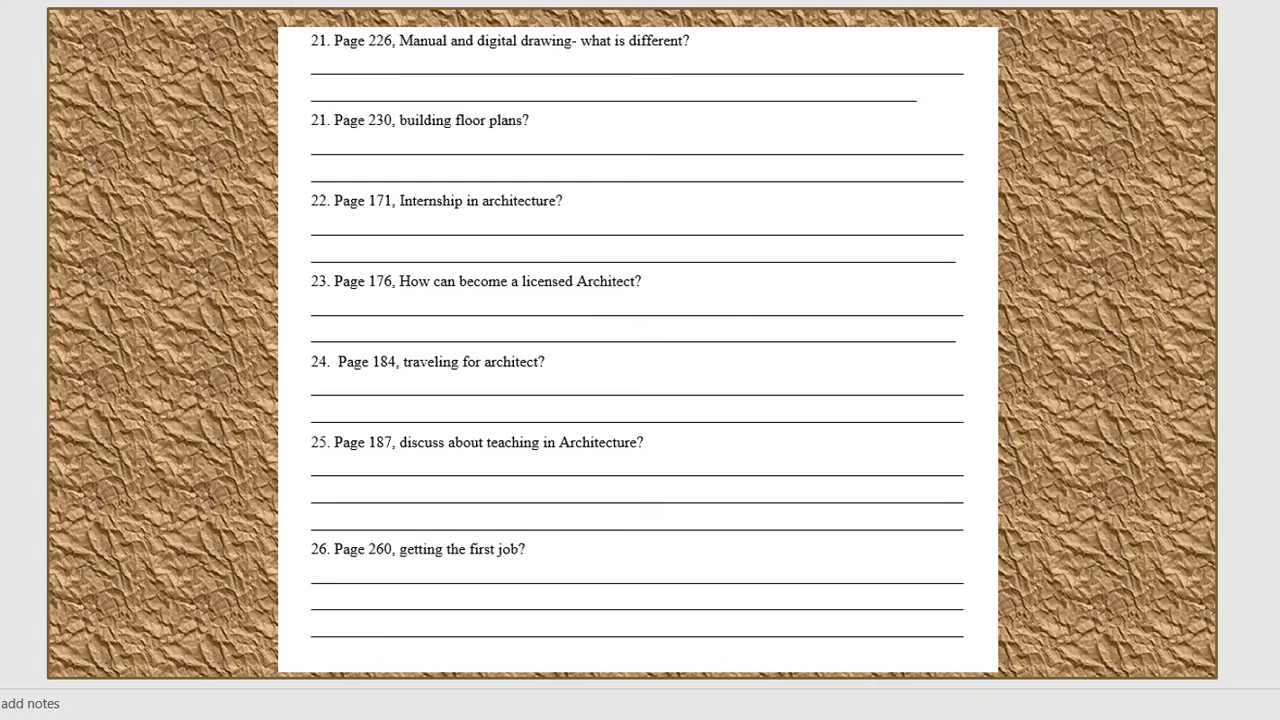 21. Page 226, Manual and digital drawing- what is different?
21. Page 230, building floor plans?
22. Page 171, Internship in architecture?
23. Page 176, How can become a licensed Architect?
24.  Page 184, traveling for architect?
25. Page 187, discuss about teaching in Architecture?
26. Page 260, getting the first job?
add notes